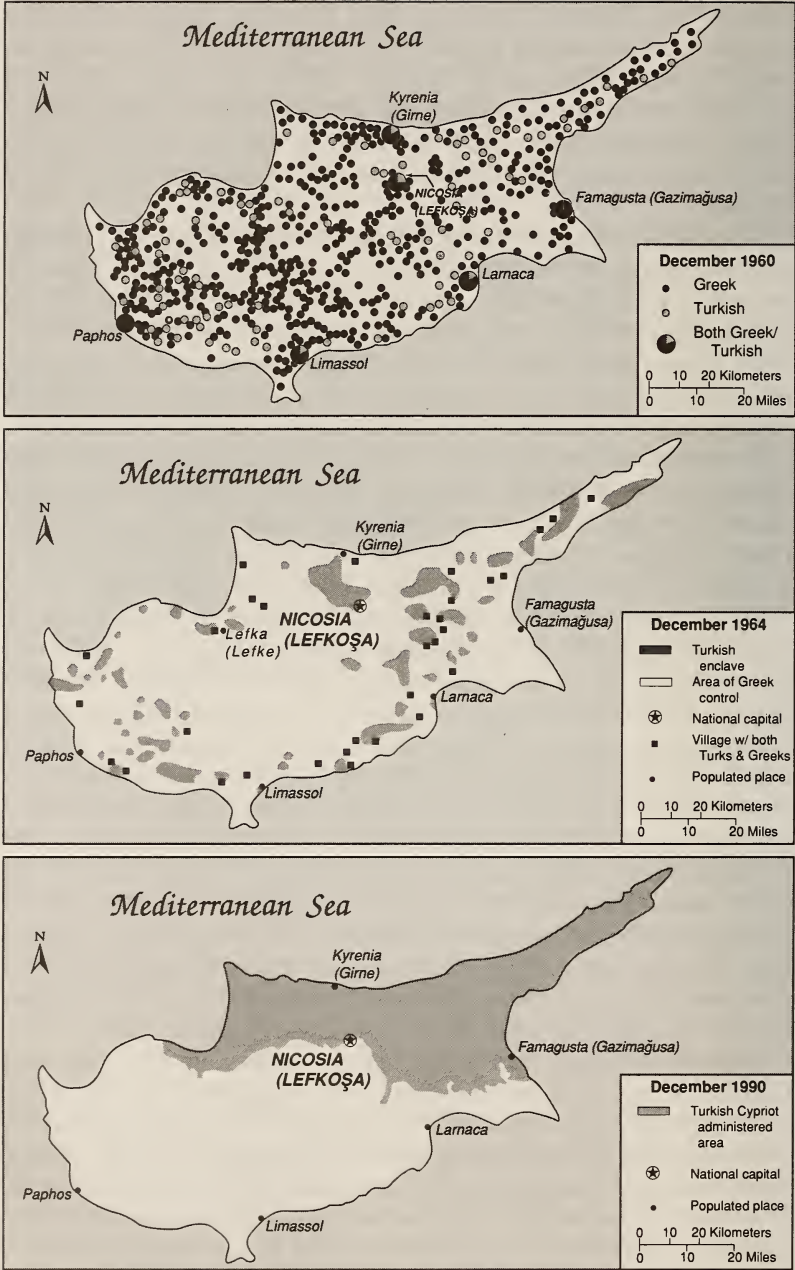 Mediterranean Sea
N
Kyrenia
(Girne)
NICOSIA
(LEFKOŞA)
Famagusta (Gazimağusa)
Larnaca
Paphos
Limassol
December 1960
Greek
Turkish
Both Greek/
Turkish
0 10 20 Kilometers
0 10 20 Miles
Mediterranean Sea
N
Kyrenia
(Girne)
NICOSIA
(LEFKOŞA)
Lefka
(Lefke)
Famagusta
(Gazimağusa)
Larnaca
Paphos
Limassol
December 1964
Turkish
enclave
Area of Greek
control
National capital
Village w/ both
Turks & Greeks
Populated place
0 10 20 Kilometers
0 10 20 Miles
Mediterranean Sea
N
Kyrenia
(Girne)
NICOSIA
(LEFKOŞA)
Famagusta (Gazimağusa)
Larnaca
Paphos
Limassol
December 1990
Turkish Cypriot
administered
area
National capital
Populated place
0 10 20 Kilometers
0 10 20 Miles